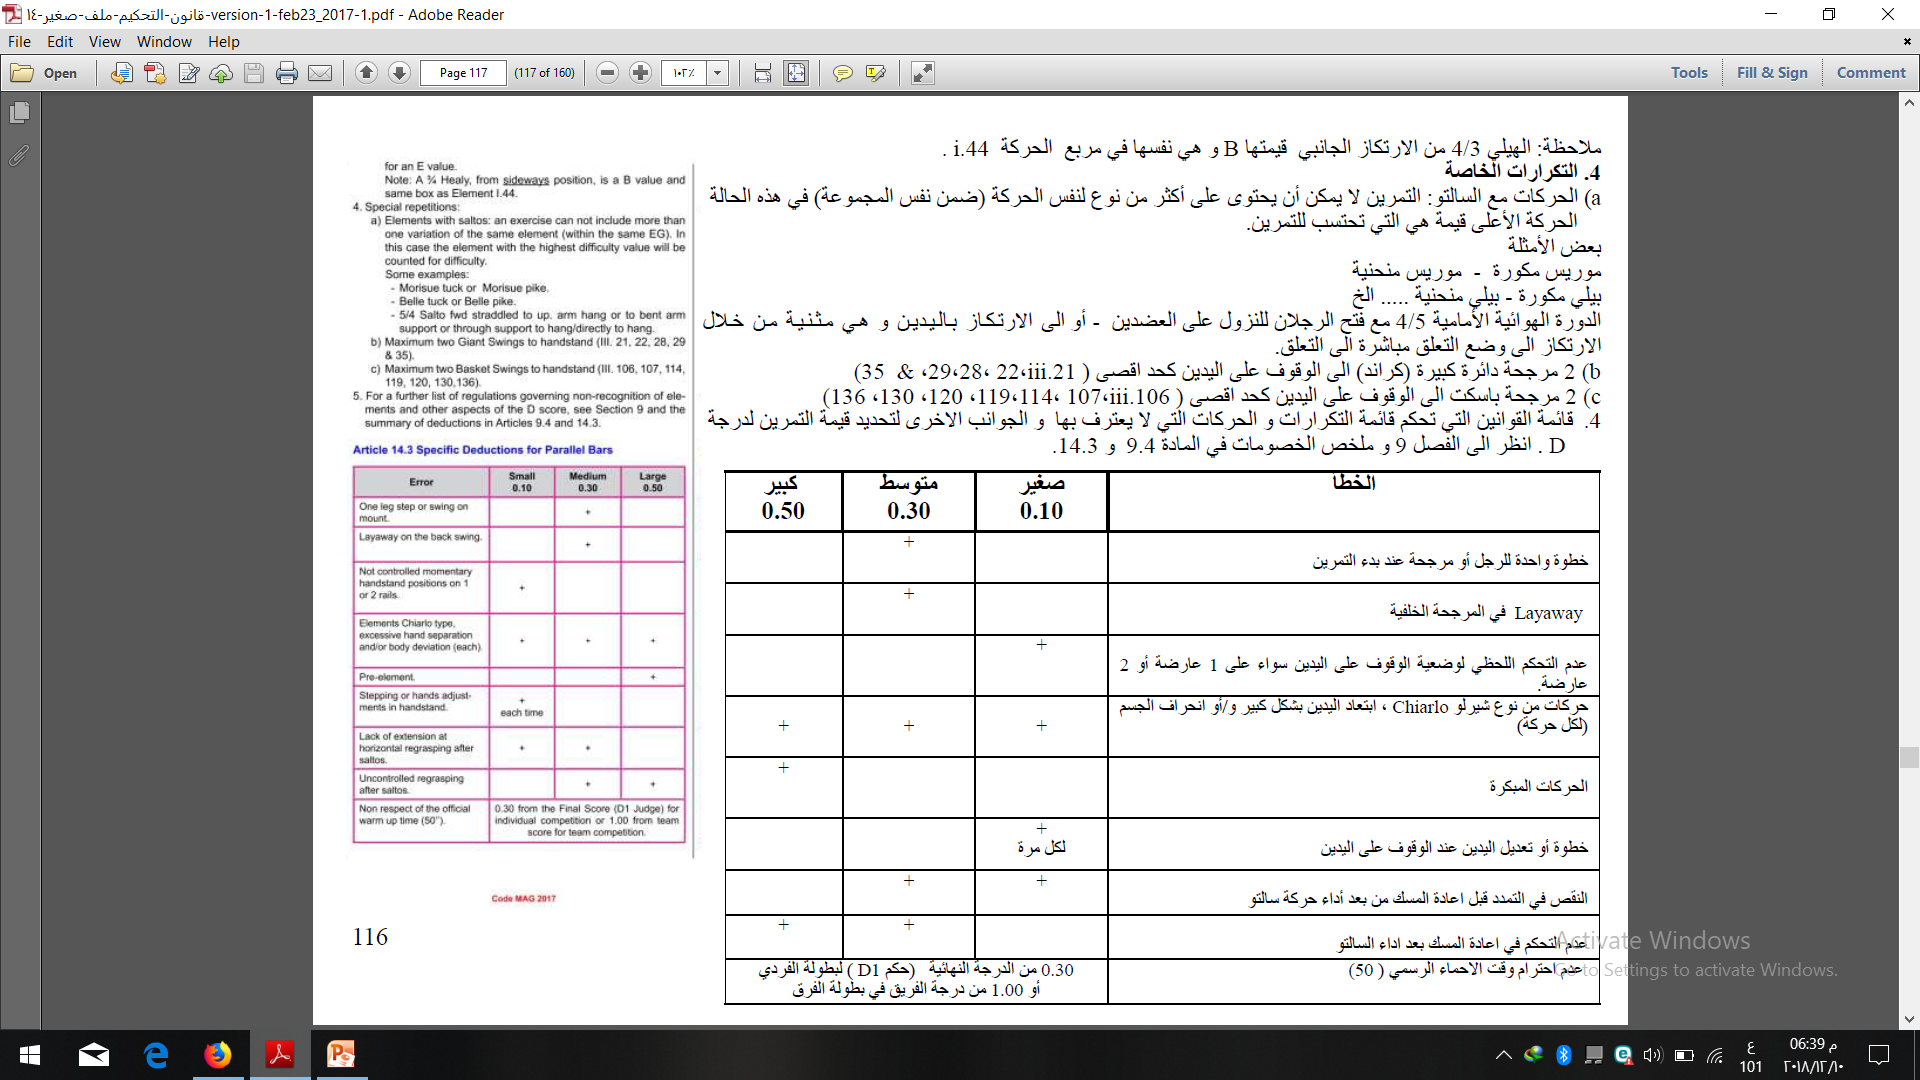 قانون-التحكيم-ملف-صغير-١٤-version-1-feb23_2017-1.pdf - Adobe Reader
File Edit View Window Help
Open
Page 117
(117 of 160)
١٠٢٪
Tools
Fill & Sign
Comment
for an E value.
Note: A ¾ Healy, from sideways position, is a B value and
same box as Element I.44.
4. Special repetitions:
a) Elements with saltos: an exercise can not include more than
one variation of the same element (within the same EG). In
this case the element with the highest difficulty value will be
counted for difficulty.
Some examples:
- Morisue tuck or Morisue pike.
- Belle tuck or Belle pike.
- 5/4 Salto fwd straddled to up. arm hang or to bent arm
support or through support to hang/directly to hang.
b) Maximum two Giant Swings to handstand (III. 21, 22, 28, 29
& 35).
c) Maximum two Basket Swings to handstand (III. 106, 107, 114,
119, 120, 130,136).
5. For a further list of regulations governing non-recognition of ele-
ments and other aspects of the D score, see Section 9 and the
summary of deductions in Articles 9.4 and 14.3.
Article 14.3 Specific Deductions for Parallel Bars
Error Small Medium Large
0.10 0.30 0.50
One leg step or swing on
mount. +
Layaway on the back swing. +
Not controlled momentary
handstand positions on 1 +
or 2 rails.
Elements Chiarlo type,
excessive hand separation + + +
and/or body deviation (each).
Pre-element. +
Stepping or hands adjust- +
ments in handstand. each time
Lack of extension at
horizontal regrasping after + +
saltos.
Uncontrolled regrasping
after saltos. + +
Non respect of the official 0.30 from the Final Score (D1 Judge) for
warm up time (50"). individual competition or 1.00 from team
score for team competition.
Code MAG 2017
116
ملاحظة: الهيلي 4/3 من الارتكاز الجانبي قيمتها B و هي نفسها في مربع الحركة i.44 .
4. التكرارات الخاصة
a) الحركات مع السالتو: التمرين لا يمكن أن يحتوى على أكثر من نوع لنفس الحركة (ضمن نفس المجموعة) في هذه الحالة
الحركة الأعلى قيمة هي التي تحتسب للتمرين.
بعض الأمثلة
موريس مكورة - موريس منحنية
بيلي مكورة - بيلي منحنية ..... الخ
الدورة الهوائية الأمامية 4/5 مع فتح الرجلان للنزول على العضدين - أو الى الارتكاز باليدين و هي مثنية من خلال
الارتكاز الى وضع التعلق مباشرة الى التعلق.
b) 2 مرجحة دائرة كبيرة (كراند) الى الوقوف على اليدين كحد اقصى ( iii.21، 22 ،28،29، & 35)
c) 2 مرجحة باسكت الى الوقوف على اليدين كحد اقصى ( iii.106، 107 ،114،119، 120، 130، 136)
4. قائمة القوانين التي تحكم قائمة التكرارات و الحركات التي لا يعترف بها و الجوانب الاخرى لتحديد قيمة التمرين لدرجة
D . انظر الى الفصل 9 و ملخص الخصومات في المادة 9.4 و 14.3.
الخطأ صغير متوسط كبير
0.10 0.30 0.50
خطوة واحدة للرجل أو مرجحة عند بدء التمرين +
Layaway في المرجحة الخلفية +
عدم التحكم اللحظي لوضعية الوقوف على اليدين سواء على 1 عارضة أو 2 +
عارضة.
حركات من نوع شيرلو Chiarlo ، ابتعاد اليدين بشكل كبير و/أو انحراف الجسم
(لكل حركة) + + +
الحركات المبكرة +
خطوة أو تعديل اليدين عند الوقوف على اليدين + لكل مرة
النقص في التمدد قبل اعادة المسك من بعد أداء حركة سالتو + +
عدم التحكم في اعادة المسك بعد اداء السالتو + +
عدم احترام وقت الاحماء الرسمي ( 50) 0.30 من الدرجة النهائية (حكم D1 ) لبطولة الفردي
أو 1.00 من درجة الفريق في بطولة الفرق
Activate Windows
Go to Settings to activate Windows.
ع
101
06:39 م
٢٠١٨/١٢/١٠